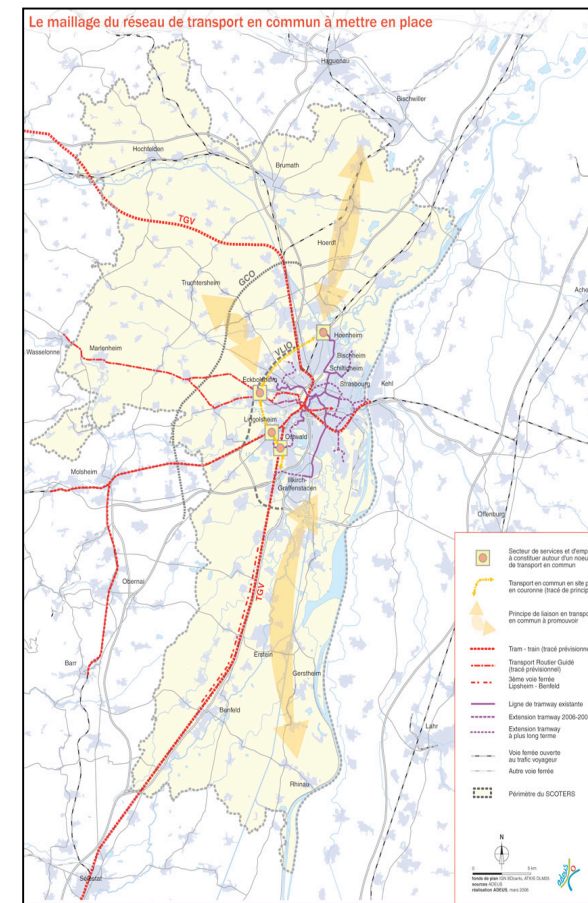 Le maillage du réseau de transport en commun à mettre en place
Haguenau
Bischwiller
Hochfelden
Brumath
TGV
Hoerdt
GCO
Truchtersheim
Wasselonne
Marlenheim
VLIO
Hoenheim
Bischheim
Schiltigheim
Eckbolsheim
Strasbourg
Kehl
Lingolsheim
Ostwald
Molsheim
Illkirch-
Graffenstaden
Offenburg
Obernai
TGV
Erstein
Barr
Gerstheim
Benfeld
Lahr
Rhinau
Sélestat
Secteur de services et d'emp
à constituer autour d'un noeu
de transport en commun
Transport en commun en site p
en couronne (tracé de princip
Principe de liaison en transpo
en commun à promouvoir
Tram - train (tracé prévisionne
Transport Routier Guidé
(tracé prévisionnel)
3ème voie ferrée
Lipsheim - Benfeld
Ligne de tramway existante
Extension tramway 2006-200
Extension tramway
à plus long terme
Voie ferrée ouverte
au trafic voyageur
Autre voie ferrée
Périmètre du SCOTERS
N
0 5 km
sources ADEUS
réalisation ADEUS, mars 2006
adeus